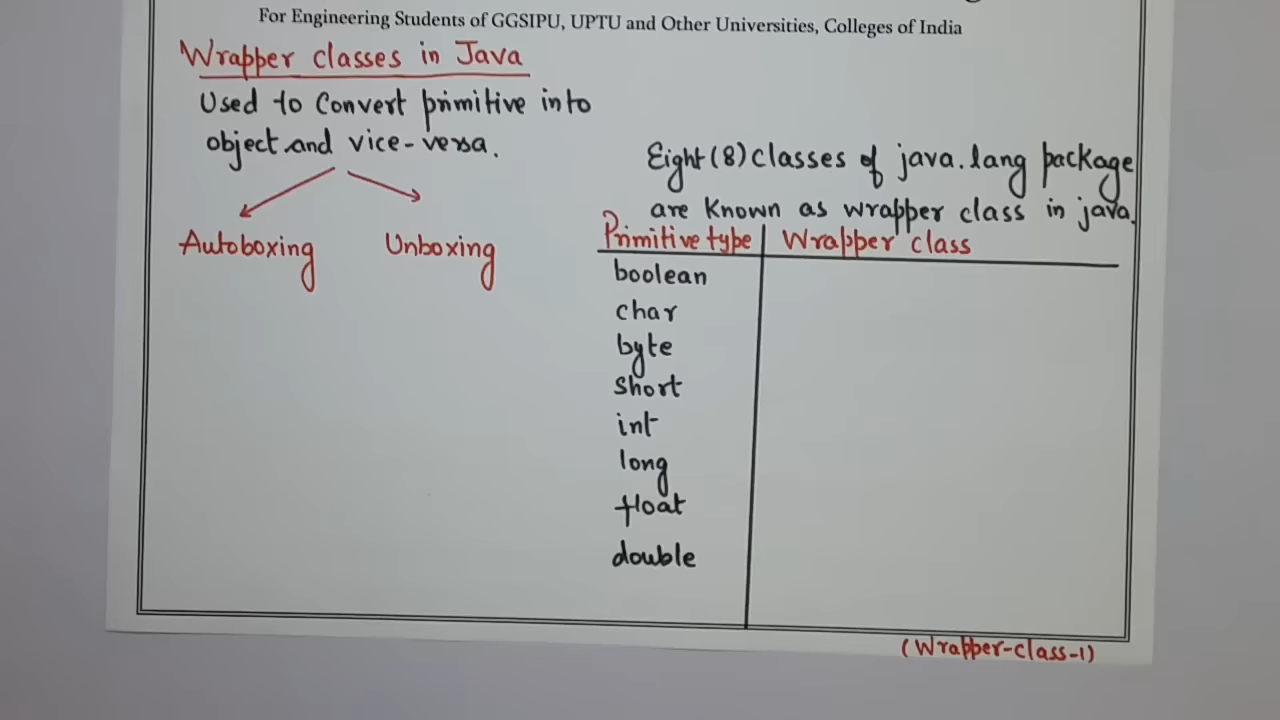 For Engineering Students of GGSIPU, UPTU and Other Universities, Colleges of India
Wrapper classes in Java
Used to Convert primitive into
object and vice-versa.
Autoboxing Unboxing
Eight (8) classes of java.lang package
are known as wrapper class in java.
Primitive type Wrapper class
boolean
char
byte
short
int
long
float
double
(Wrapper-class-1)